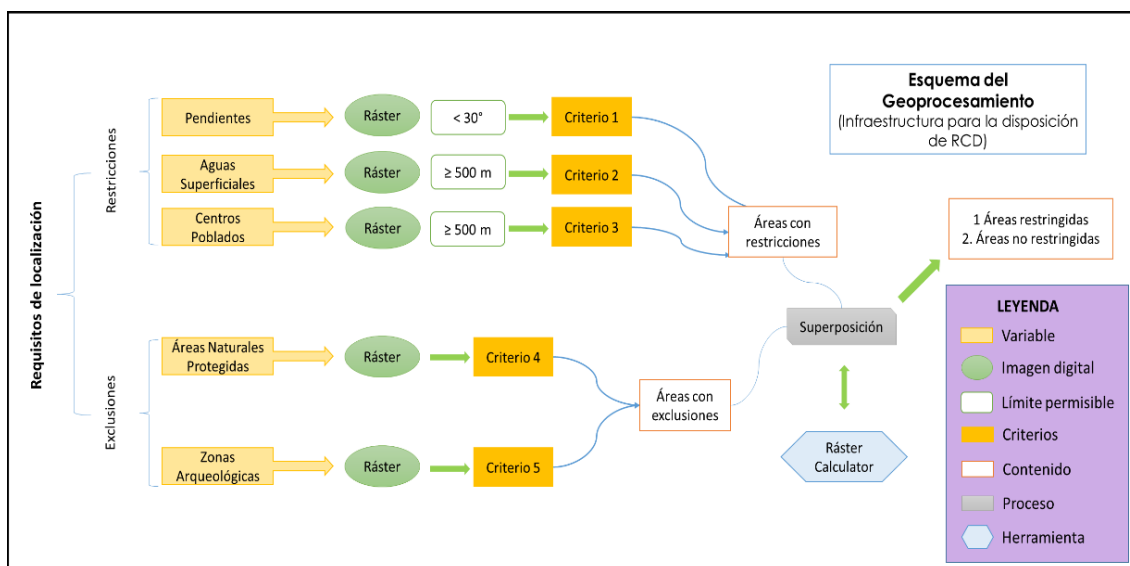 Esquema del
Geoprocesamiento
(Infraestructura para la disposición
de RCD)
Requisitos de localización
Restricciones
Pendientes
Ráster
< 30°
Criterio 1
Aguas
Superficiales
Ráster
≥ 500 m
Criterio 2
Centros
Poblados
Ráster
≥ 500 m
Criterio 3
Áreas con
restricciones
1 Áreas restringidas
2. Áreas no restringidas
Superposición
Exclusiones
Áreas Naturales
Protegidas
Ráster
Criterio 4
Zonas
Arqueológicas
Ráster
Criterio 5
Áreas con
exclusiones
Ráster
Calculator
LEYENDA
Variable
Imagen digital
Límite permisible
Criterios
Contenido
Proceso
Herramienta